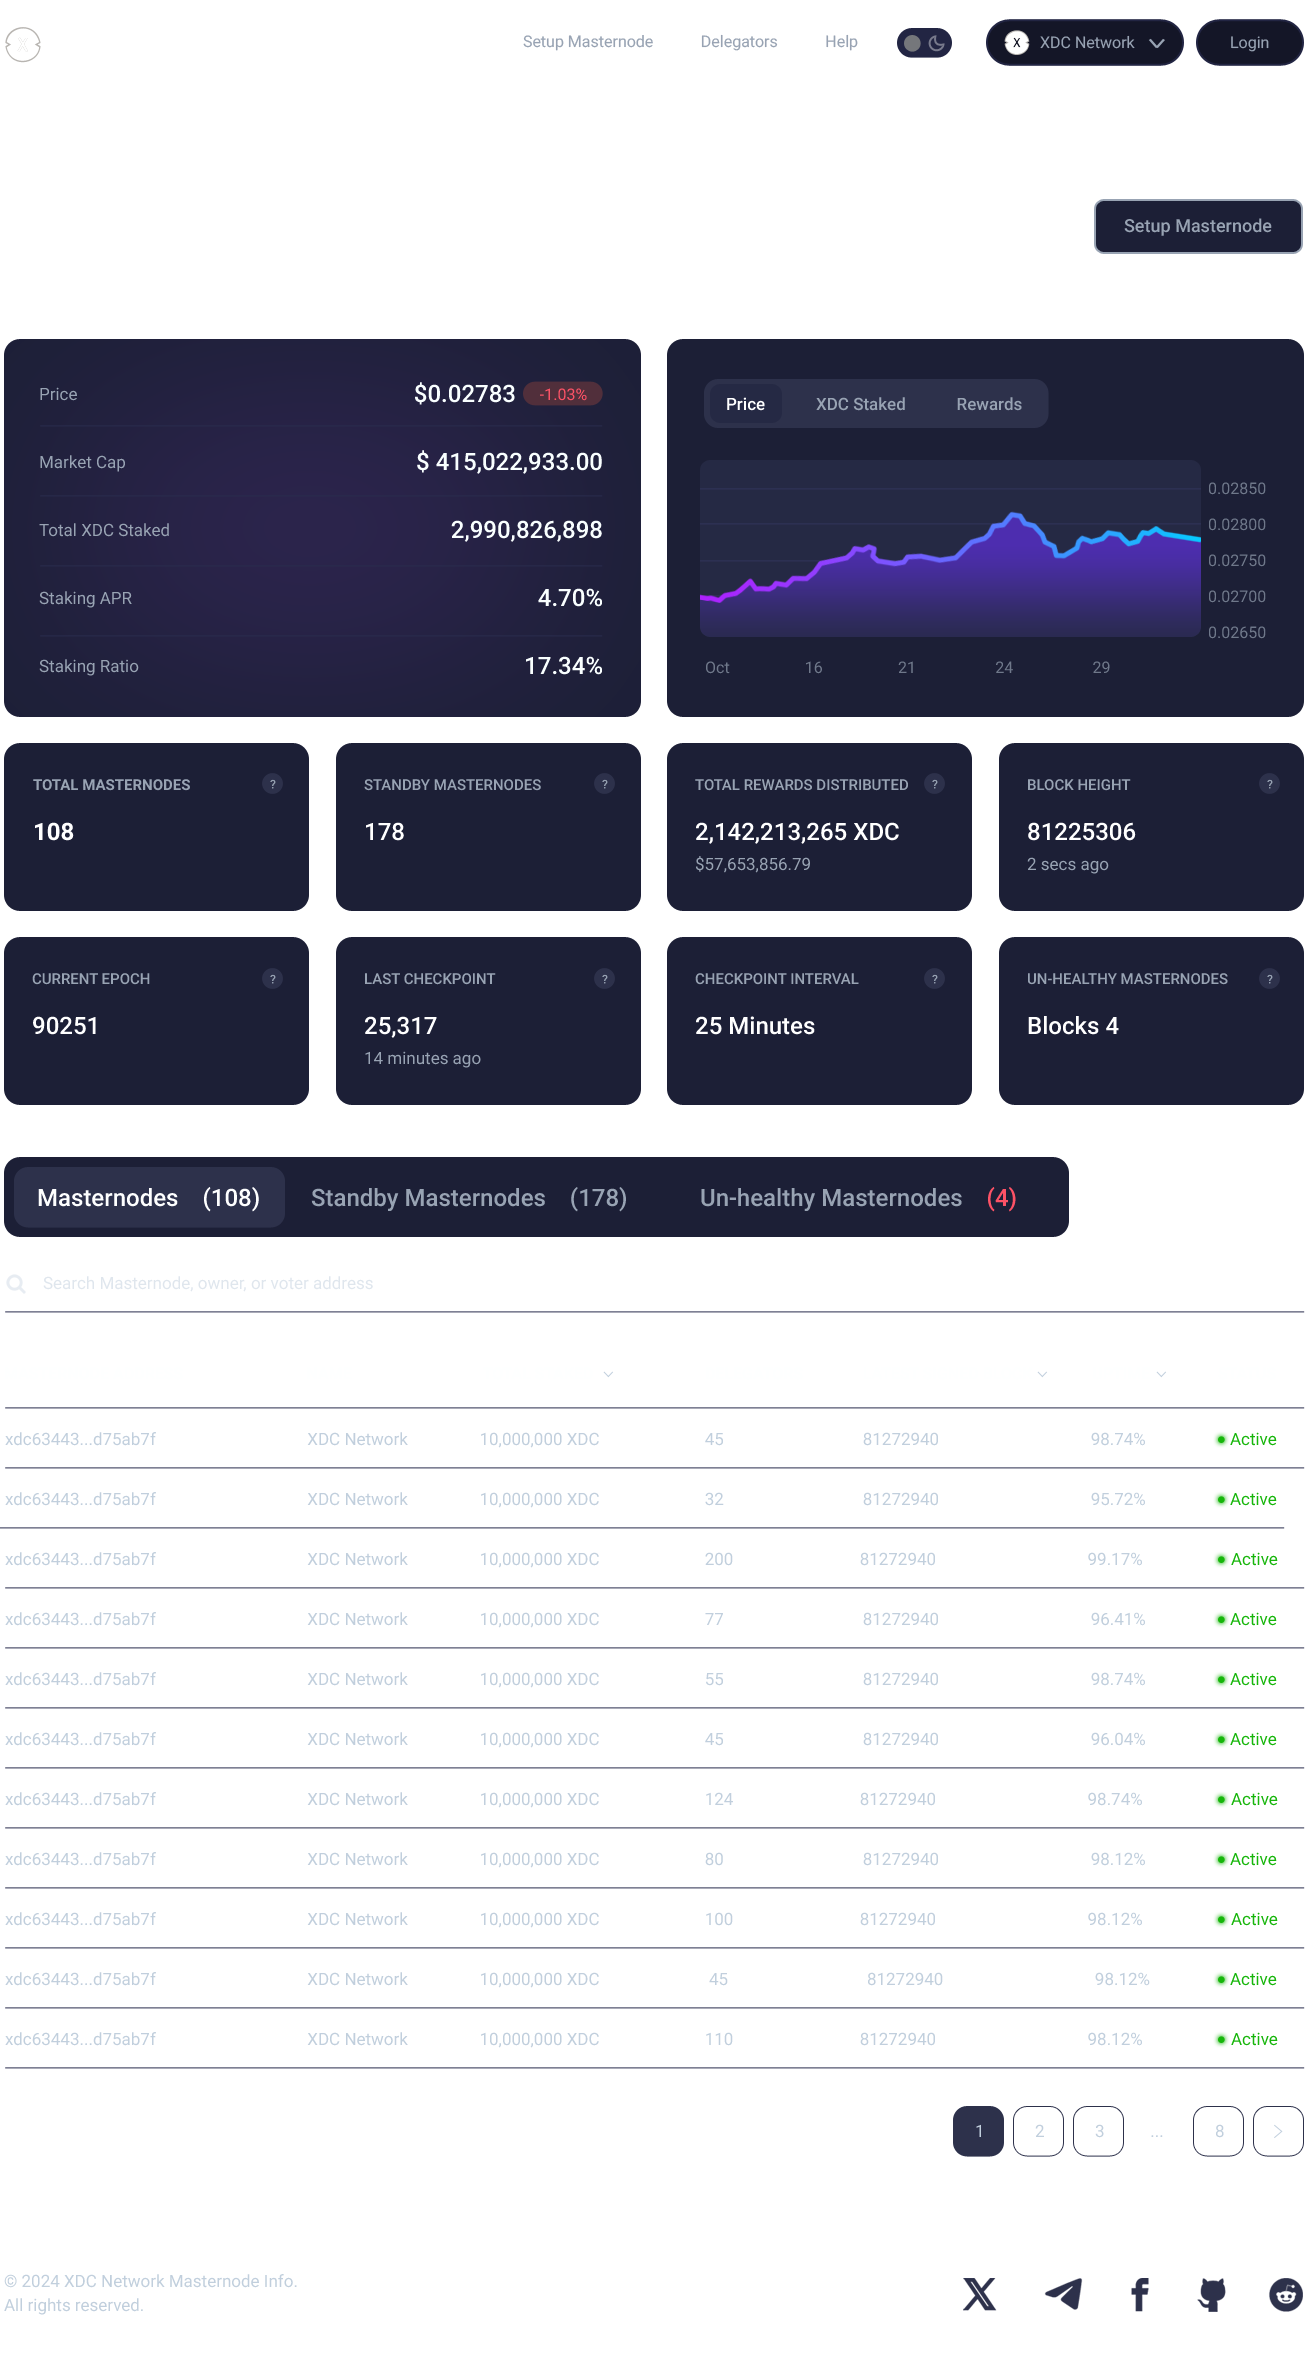 X
Setup Masternode
Delegators
Help
X XDC Network
Login
Setup Masternode
Price
$0.02783 -1.03%
Market Cap
$ 415,022,933.00
Total XDC Staked
2,990,826,898
Staking APR
4.70%
Staking Ratio
17.34%
Price XDC Staked Rewards
0.02850
0.02800
0.02750
0.02700
0.02650
Oct 16 21 24 29
TOTAL MASTERNODES ?
108
STANDBY MASTERNODES ?
178
TOTAL REWARDS DISTRIBUTED ?
2,142,213,265 XDC
$57,653,856.79
BLOCK HEIGHT ?
81225306
2 secs ago
CURRENT EPOCH ?
90251
LAST CHECKPOINT ?
25,317
14 minutes ago
CHECKPOINT INTERVAL ?
25 Minutes
UN-HEALTHY MASTERNODES ?
Blocks 4
Masternodes (108) Standby Masternodes (178) Un-healthy Masternodes (4)
Search Masternode, owner, or voter address
xdc63443...d75ab7f XDC Network 10,000,000 XDC 45 81272940 98.74% Active
xdc63443...d75ab7f XDC Network 10,000,000 XDC 32 81272940 95.72% Active
xdc63443...d75ab7f XDC Network 10,000,000 XDC 200 81272940 99.17% Active
xdc63443...d75ab7f XDC Network 10,000,000 XDC 77 81272940 96.41% Active
xdc63443...d75ab7f XDC Network 10,000,000 XDC 55 81272940 98.74% Active
xdc63443...d75ab7f XDC Network 10,000,000 XDC 45 81272940 96.04% Active
xdc63443...d75ab7f XDC Network 10,000,000 XDC 124 81272940 98.74% Active
xdc63443...d75ab7f XDC Network 10,000,000 XDC 80 81272940 98.12% Active
xdc63443...d75ab7f XDC Network 10,000,000 XDC 100 81272940 98.12% Active
xdc63443...d75ab7f XDC Network 10,000,000 XDC 45 81272940 98.12% Active
xdc63443...d75ab7f XDC Network 10,000,000 XDC 110 81272940 98.12% Active
1 2 3 ... 8
© 2024 XDC Network Masternode Info.
All rights reserved.